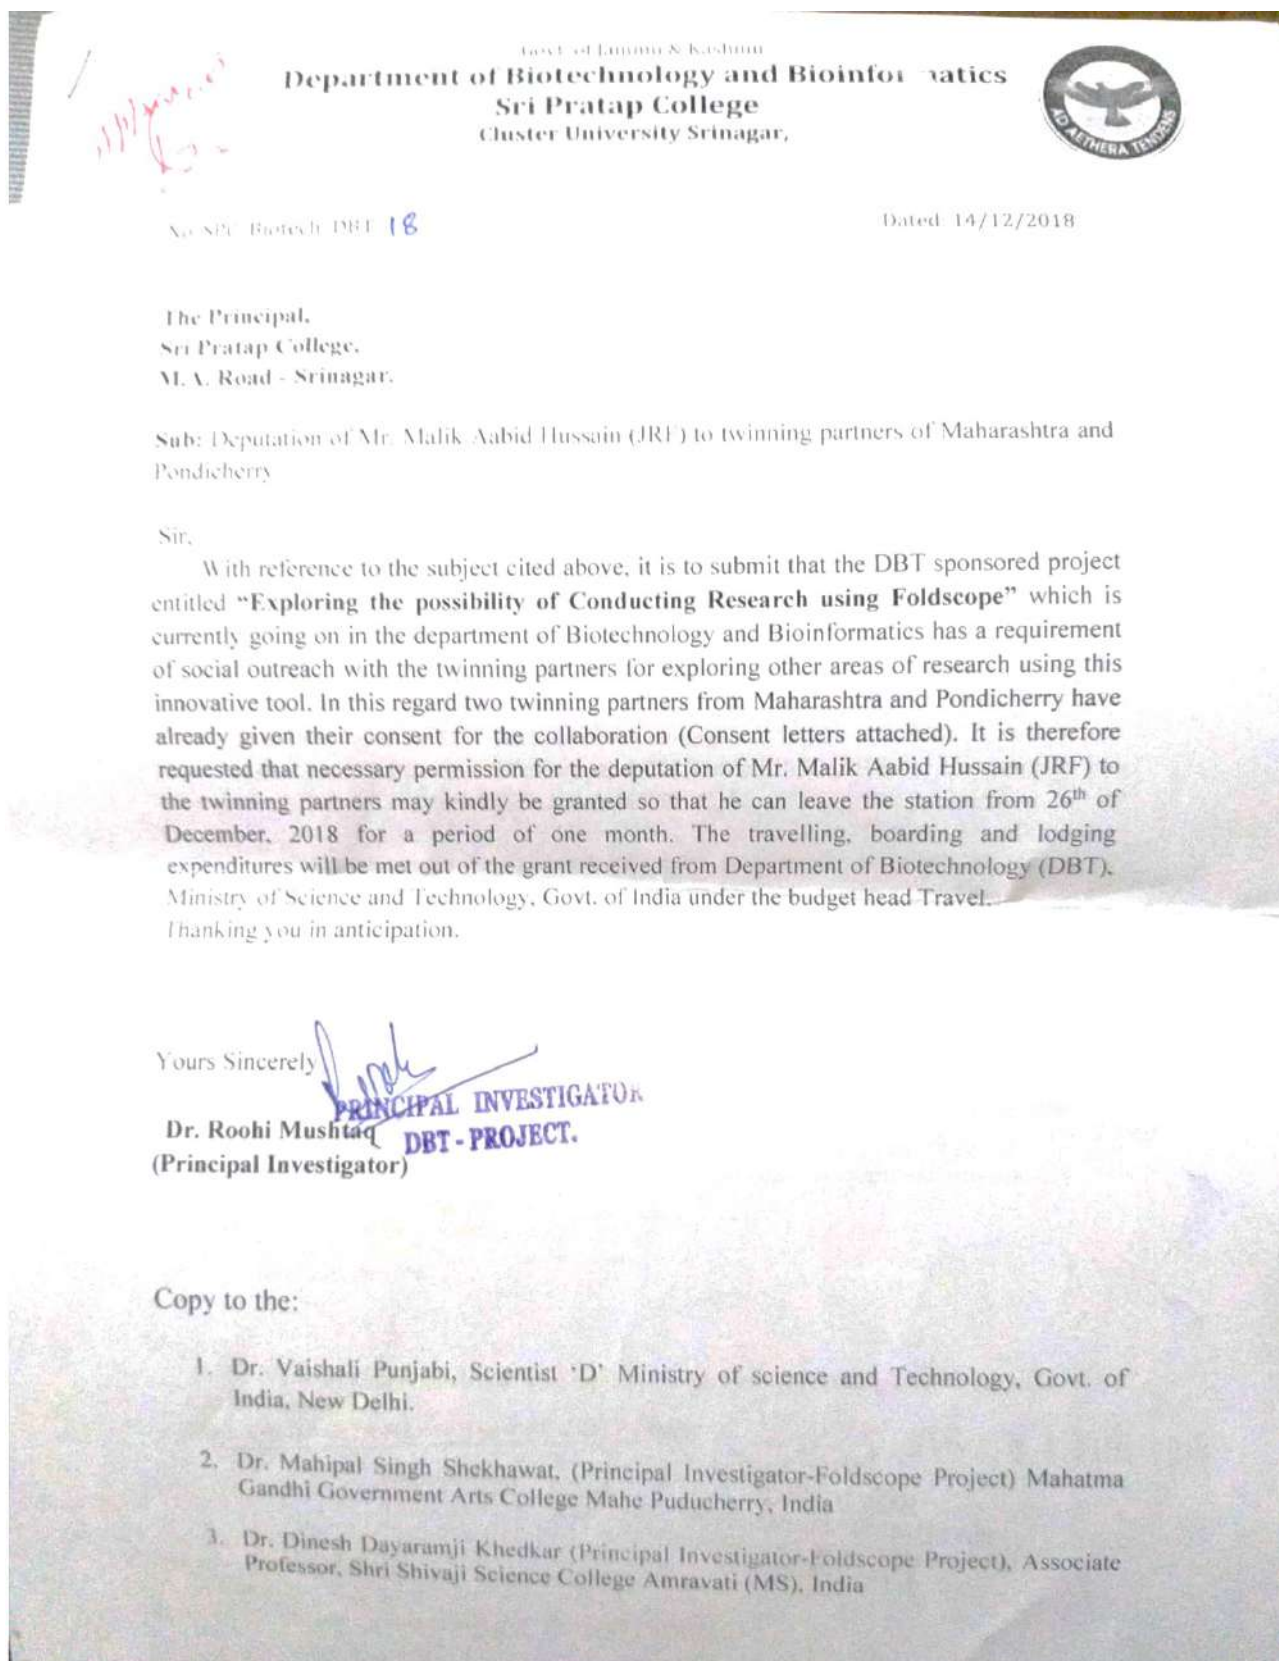 Govt. of Jammu & Kashmir
Department of Biotechnology and Bioinfor matics
Sri Pratap College
Cluster University Srinagar,
AD AETHERA TENDENS
No SPC Biotech DBT 18
Dated 14/12/2018
The Principal,
Sri Pratap College,
M. A. Road - Srinagar.
Sub: Deputation of Mr. Malik Aabid Hussain (JRF) to twinning partners of Maharashtra and
Pondicherry
Sir,
With reference to the subject cited above, it is to submit that the DBT sponsored project
entitled “Exploring the possibility of Conducting Research using Foldscope” which is
currently going on in the department of Biotechnology and Bioinformatics has a requirement
of social outreach with the twinning partners for exploring other areas of research using this
innovative tool. In this regard two twinning partners from Maharashtra and Pondicherry have
already given their consent for the collaboration (Consent letters attached). It is therefore
requested that necessary permission for the deputation of Mr. Malik Aabid Hussain (JRF) to
the twinning partners may kindly be granted so that he can leave the station from 26th of
December, 2018 for a period of one month. The travelling, boarding and lodging
expenditures will be met out of the grant received from Department of Biotechnology (DBT),
Ministry of Science and Technology, Govt. of India under the budget head Travel.
Thanking you in anticipation.
Yours Sincerely
PRINCIPAL INVESTIGATOR
DBT - PROJECT.
Dr. Roohi Mushtaq
(Principal Investigator)
Copy to the:
1. Dr. Vaishali Punjabi, Scientist ‘D’ Ministry of science and Technology, Govt. of
India, New Delhi.
2. Dr. Mahipal Singh Shekhawat, (Principal Investigator-Foldscope Project) Mahatma
Gandhi Government Arts College Mahe Puducherry, India
3. Dr. Dinesh Dayaramji Khedkar (Principal Investigator-Foldscope Project), Associate
Professor, Shri Shivaji Science College Amravati (MS), India